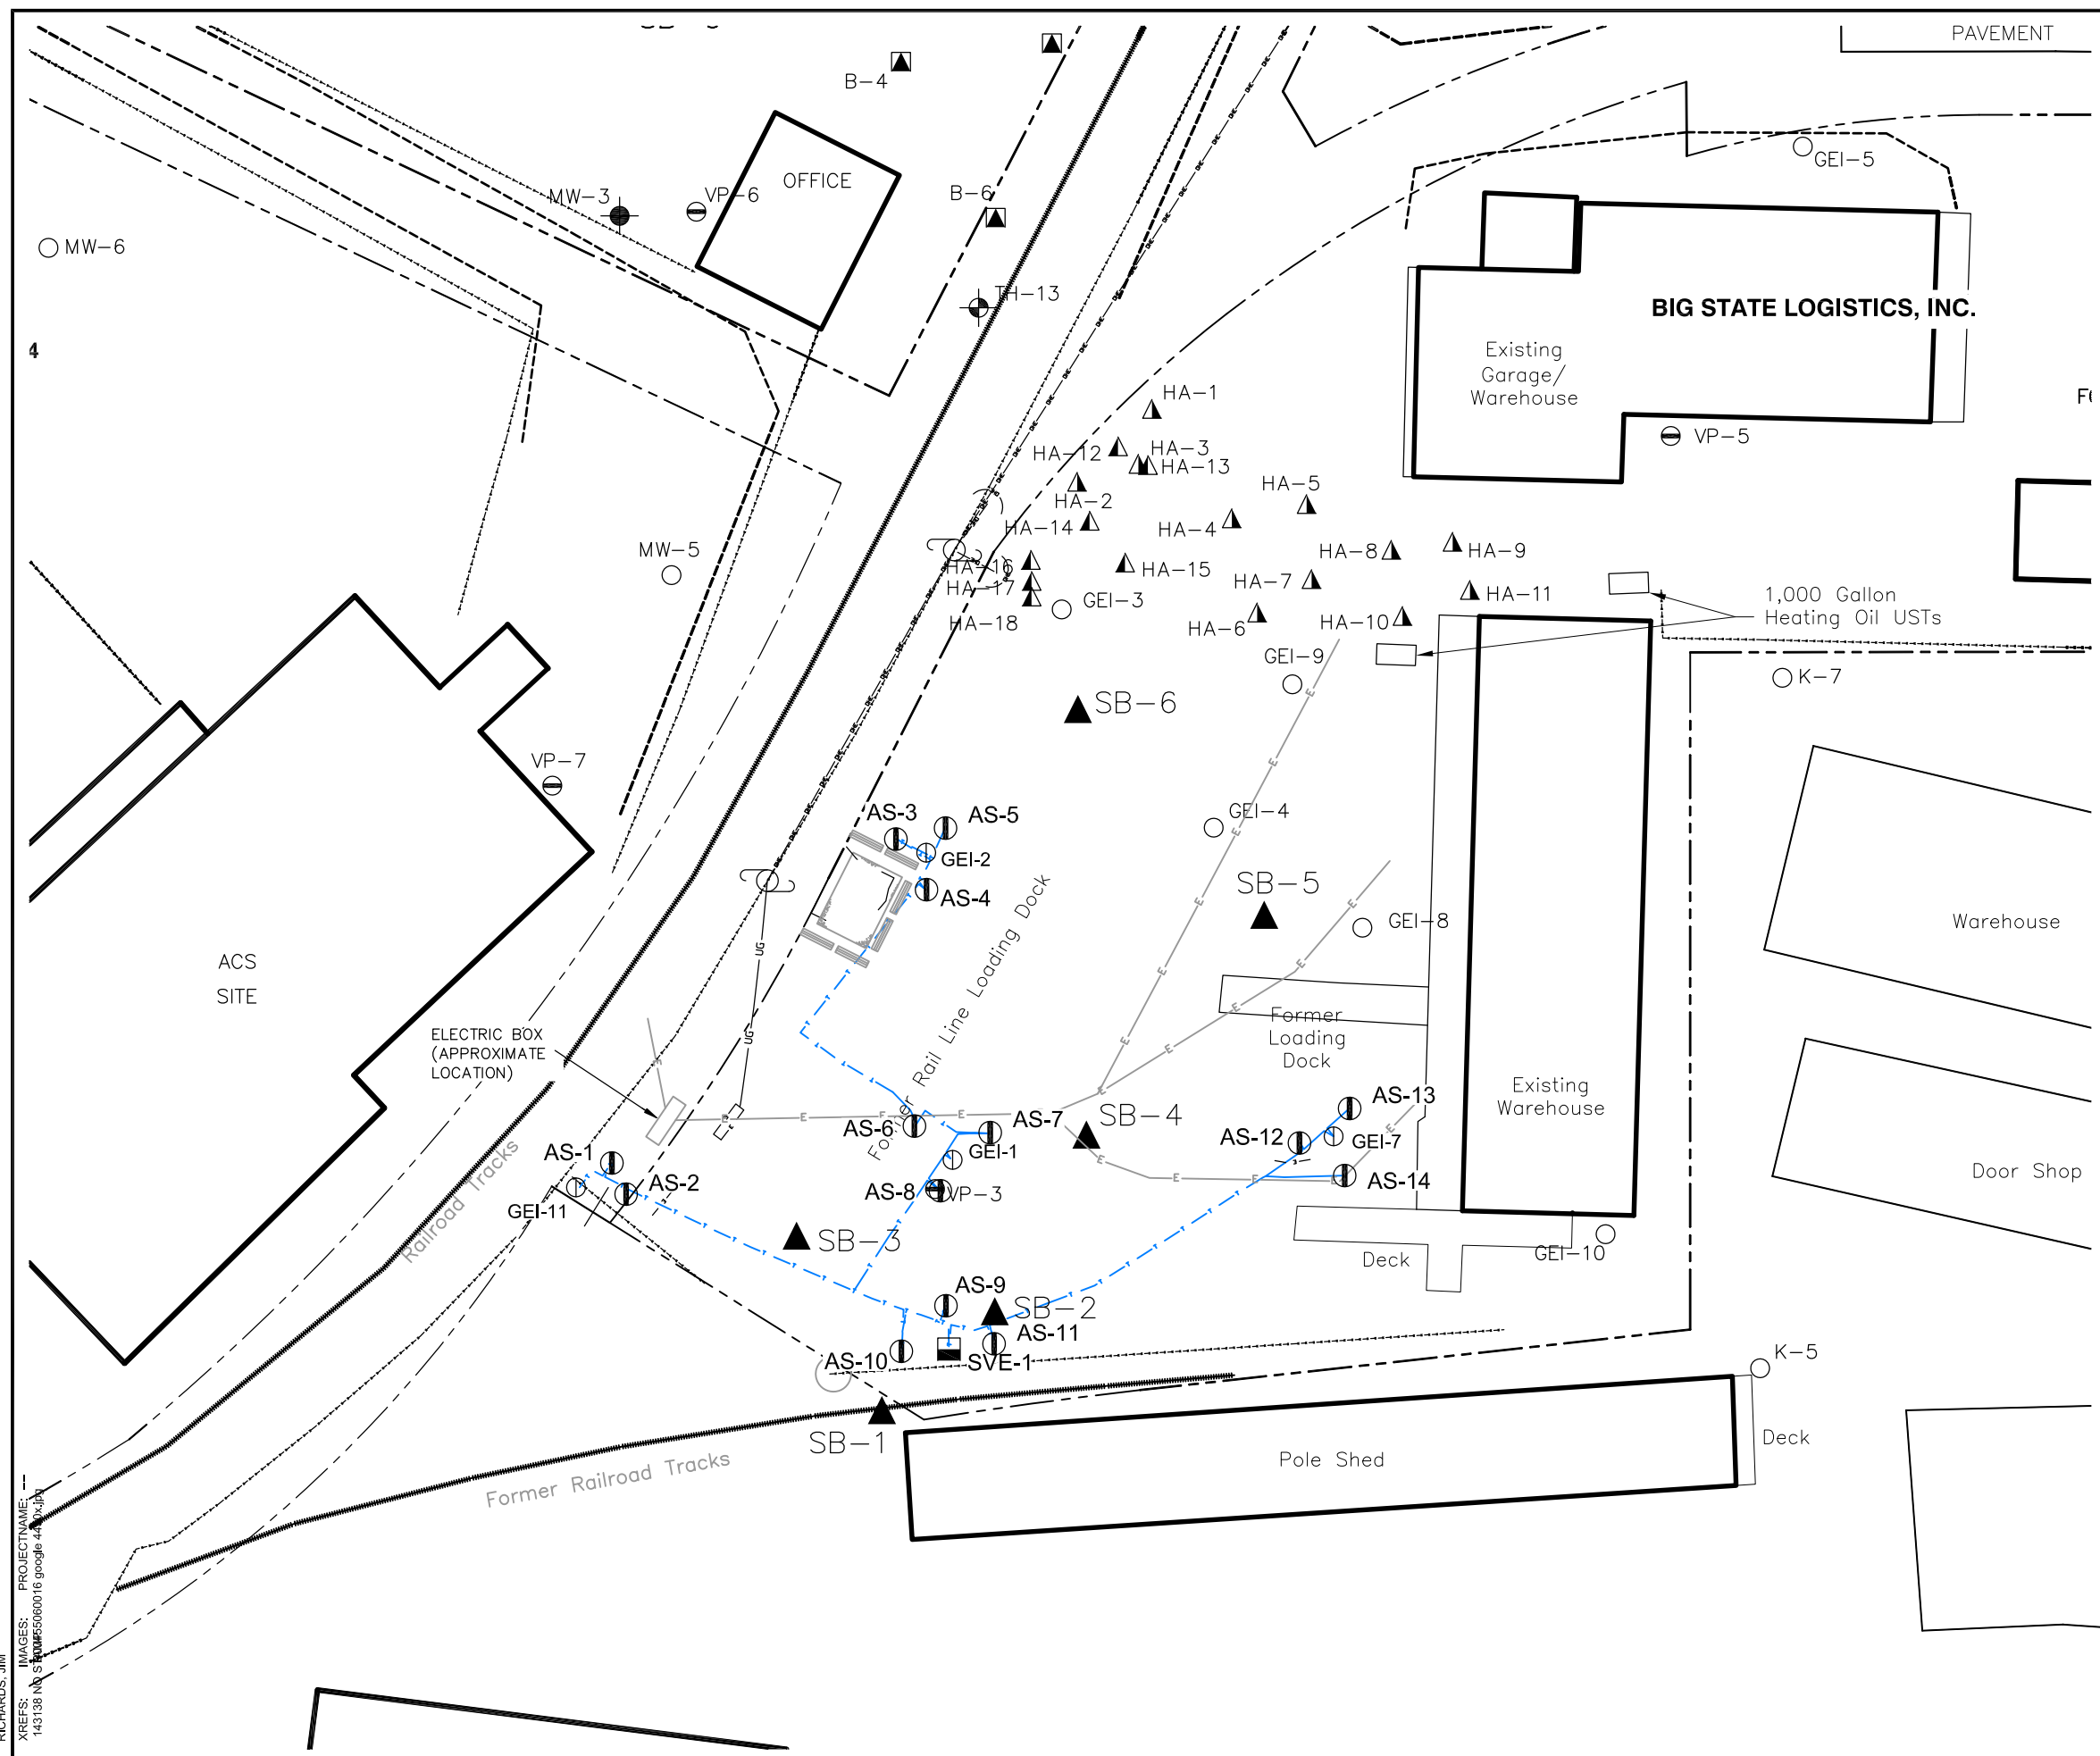 PAVEMENT
B-4
GEI-5
OFFICE
MW-3
VP-6
B-6
MW-6
TH-13
BIG STATE LOGISTICS, INC.
4
Existing
Garage/
Warehouse
HA-1
HA-12
HA-3
HA-13
VP-5
HA-2
HA-5
HA-14
HA-4
MW-5
HA-8
HA-9
HA-16
HA-15
HA-7
HA-17
HA-11
1,000 Gallon
Heating Oil USTs
GEI-3
HA-18
HA-6
HA-10
GEI-9
K-7
SB-6
VP-7
AS-3
AS-5
GEI-4
GEI-2
AS-4
SB-5
GEI-8
Warehouse
Former Rail Line Loading Dock
ACS
SITE
UG
UG
ELECTRIC BOX
(APPROXIMATE
LOCATION)
Former
Loading
Dock
Existing
Warehouse
AS-13
AS-6
AS-7
SB-4
AS-12
GEI-7
GEI-1
AS-1
AS-2
AS-8
VP-3
AS-14
Door Shop
GEI-11
Railroad Tracks
SB-3
Deck
GEI-10
AS-9
SB-2
AS-11
AS-10
SVE-1
K-5
SB-1
Deck
Pole Shed
Former Railroad Tracks
XREFS: IMAGES: PROJECTNAME: ---
RICHARDS, JIM